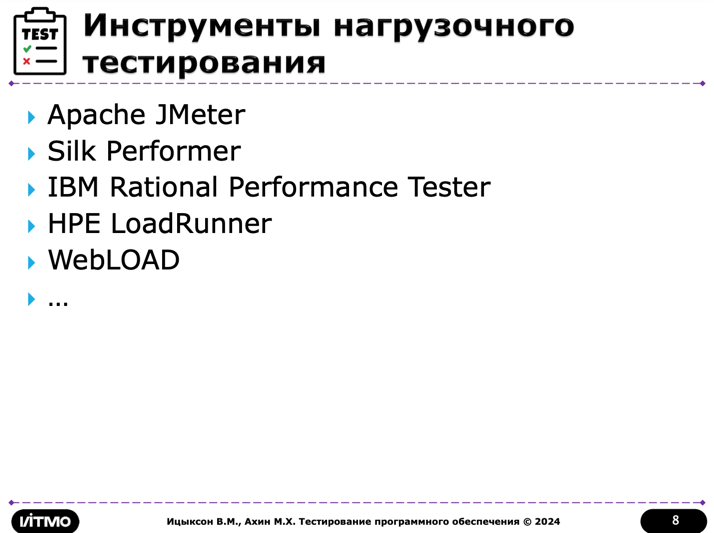 TEST
Инструменты нагрузочного
тестирования
Apache JMeter
Silk Performer
IBM Rational Performance Tester
HPE LoadRunner
WebLOAD
...
ИТМО
Ицыксон В.М., Ахин М.Х. Тестирование программного обеспечения © 2024
8